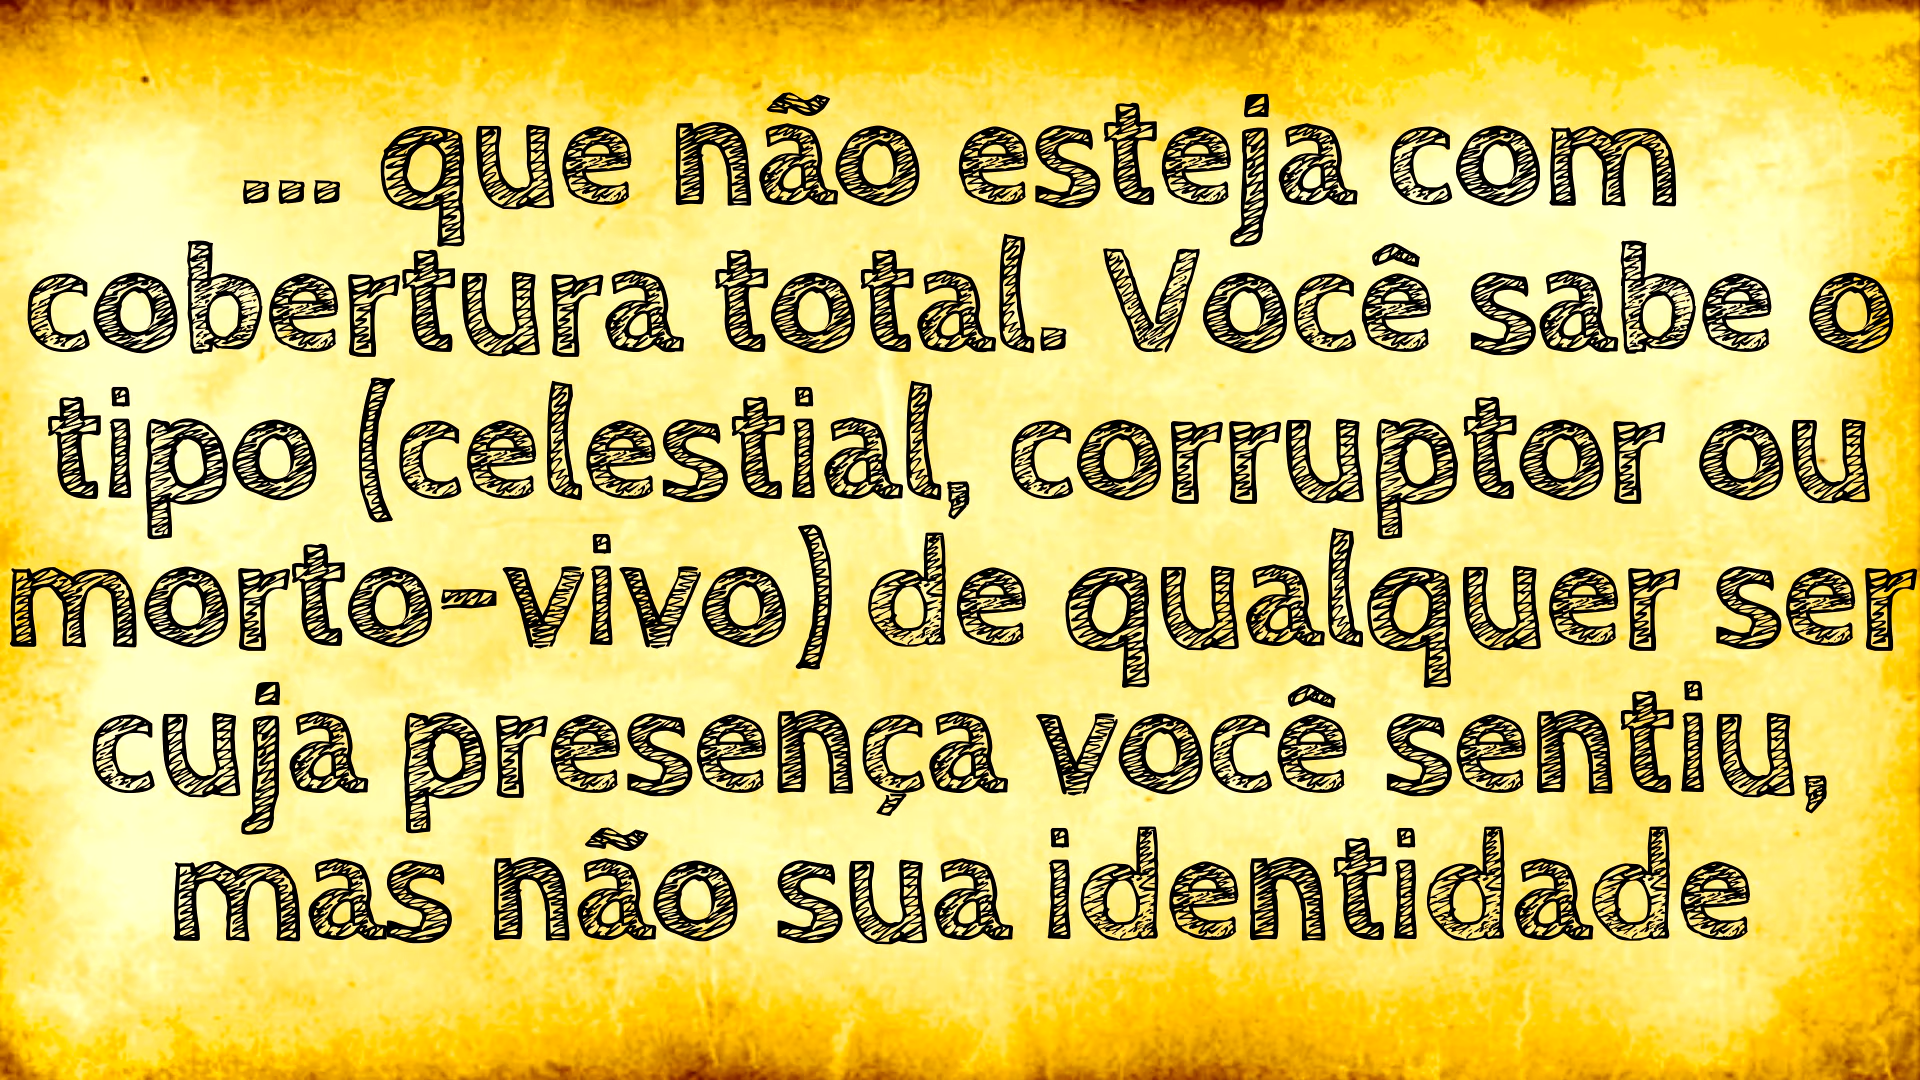 ... que não esteja com
cobertura total. Você sabe o
tipo (celestial, corruptor ou
morto-vivo) de qualquer ser
cuja presença você sentiu,
mas não sua identidade